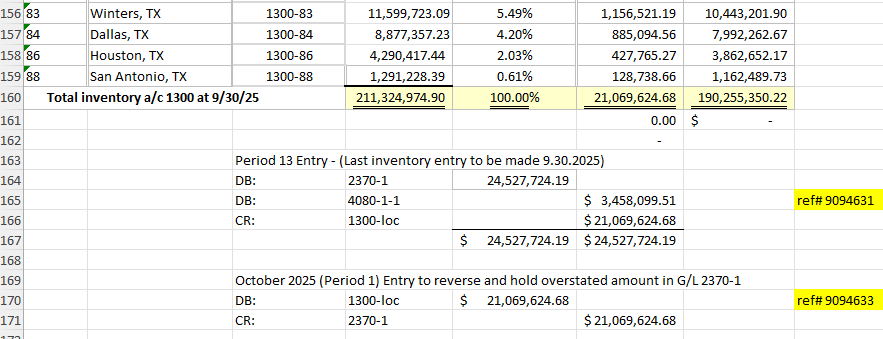 156 83 Winters, TX 1300-83 11,599,723.09 5.49% 1,156,521.19 10,443,201.90
157 84 Dallas, TX 1300-84 8,877,357.23 4.20% 885,094.56 7,992,262.67
158 86 Houston, TX 1300-86 4,290,417.44 2.03% 427,765.27 3,862,652.17
159 88 San Antonio, TX 1300-88 1,291,228.39 0.61% 128,738.66 1,162,489.73
160 Total inventory a/c 1300 at 9/30/25 211,324,974.90 100.00% 21,069,624.68 190,255,350.22
161 0.00 $ -
162 -
163 Period 13 Entry - (Last inventory entry to be made 9.30.2025)
164 DB: 2370-1 24,527,724.19
165 DB: 4080-1-1 $ 3,458,099.51 ref# 9094631
166 CR: 1300-loc $ 21,069,624.68
167 $ 24,527,724.19 $ 24,527,724.19
168
169 October 2025 (Period 1) Entry to reverse and hold overstated amount in G/L 2370-1
170 DB: 1300-loc $ 21,069,624.68 ref# 9094633
171 CR: 2370-1 $ 21,069,624.68